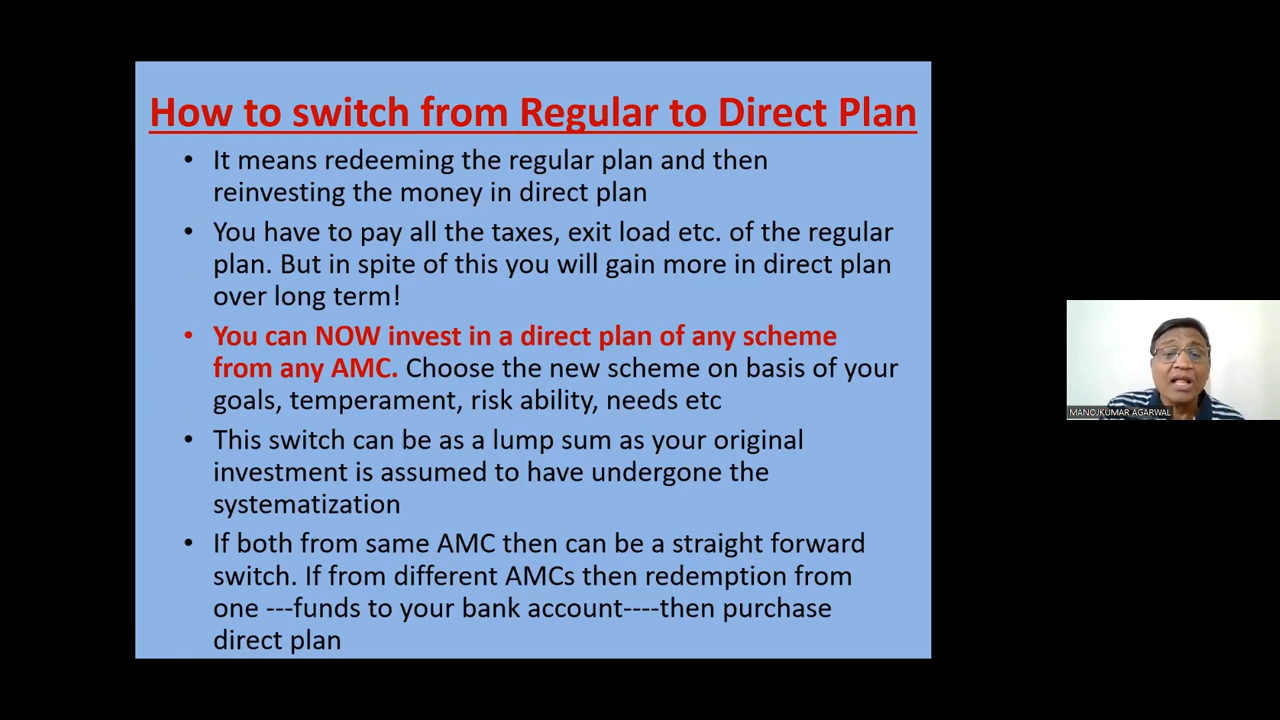 How to switch from Regular to Direct Plan
• It means redeeming the regular plan and then
reinvesting the money in direct plan
• You have to pay all the taxes, exit load etc. of the regular
plan. But in spite of this you will gain more in direct plan
over long term!
• You can NOW invest in a direct plan of any scheme
from any AMC. Choose the new scheme on basis of your
goals, temperament, risk ability, needs etc
• This switch can be as a lump sum as your original
investment is assumed to have undergone the
systematization
• If both from same AMC then can be a straight forward
switch. If from different AMCs then redemption from
one ---funds to your bank account----then purchase
direct plan
MANOJKUMAR AGARWAL